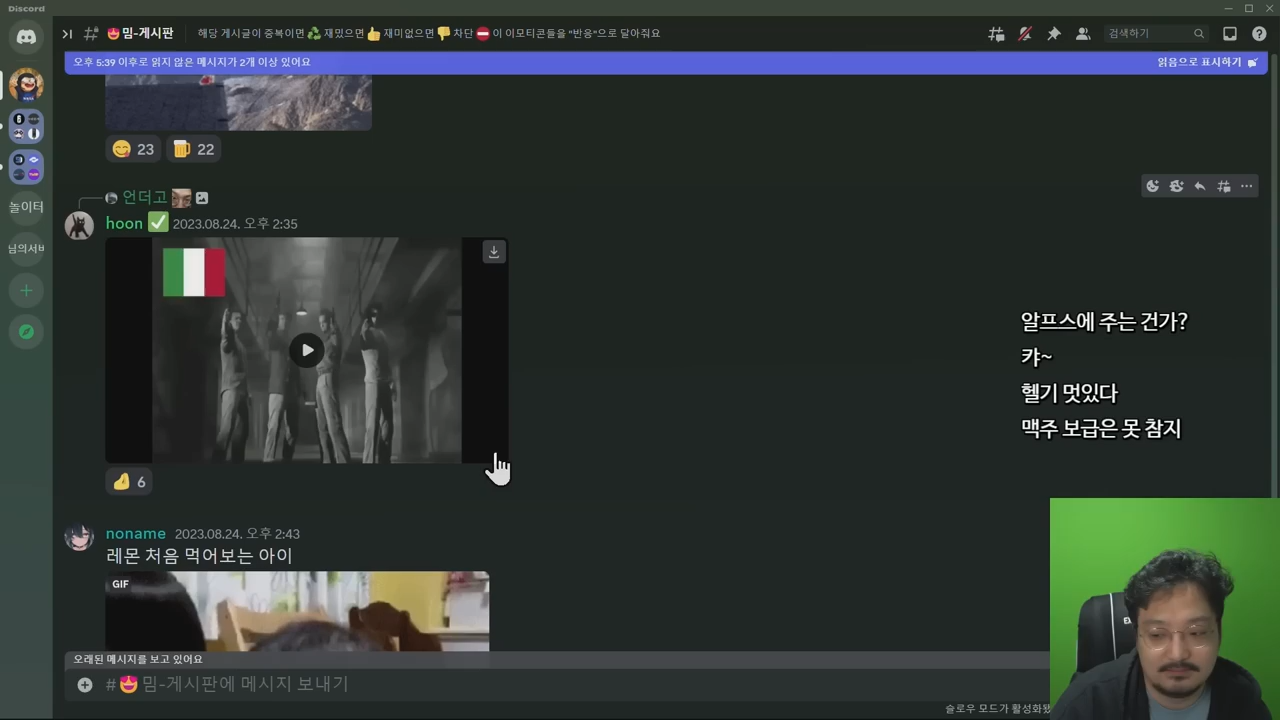 Discord
밈-게시판
해당 게시글이 중복이면 ♻️ 재밌으면 👍 재미없으면 👎 차단 ⛔ 이 이모티콘들을 "반응"으로 달아줘요
검색하기
오후 5:39 이후로 읽지 않은 메시지가 2개 이상 있어요
읽음으로 표시하기
23
22
언더고
hoon ✅ 2023.08.24. 오후 2:35
놀이터
님의서버
알프스에 주는 건가?
캬~
헬기 멋있다
맥주 보급은 못 참지
6
noname 2023.08.24. 오후 2:43
레몬 처음 먹어보는 아이
GIF
오래된 메시지를 보고 있어요
#😍밈-게시판에 메시지 보내기
슬로우 모드가 활성화됐